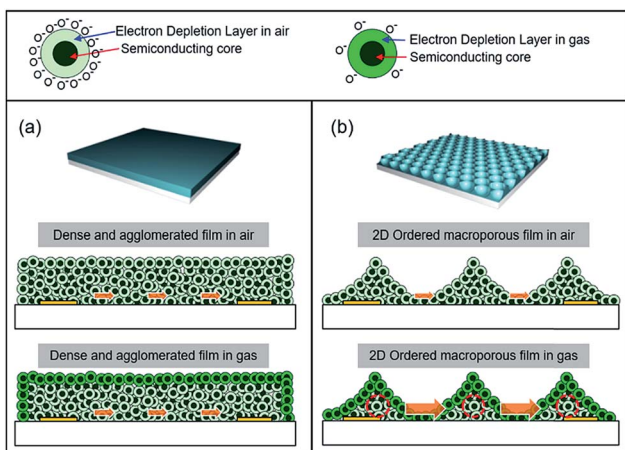 Electron Depletion Layer in air
Semiconducting core
Electron Depletion Layer in gas
Semiconducting core
O⁻ O⁻ O⁻ O⁻ O⁻ O⁻ O⁻ O⁻ O⁻ O⁻ O⁻ O⁻ O⁻
O⁻ O⁻ O⁻ O⁻
(a)
(b)
Dense and agglomerated film in air
2D Ordered macroporous film in air
Dense and agglomerated film in gas
2D Ordered macroporous film in gas